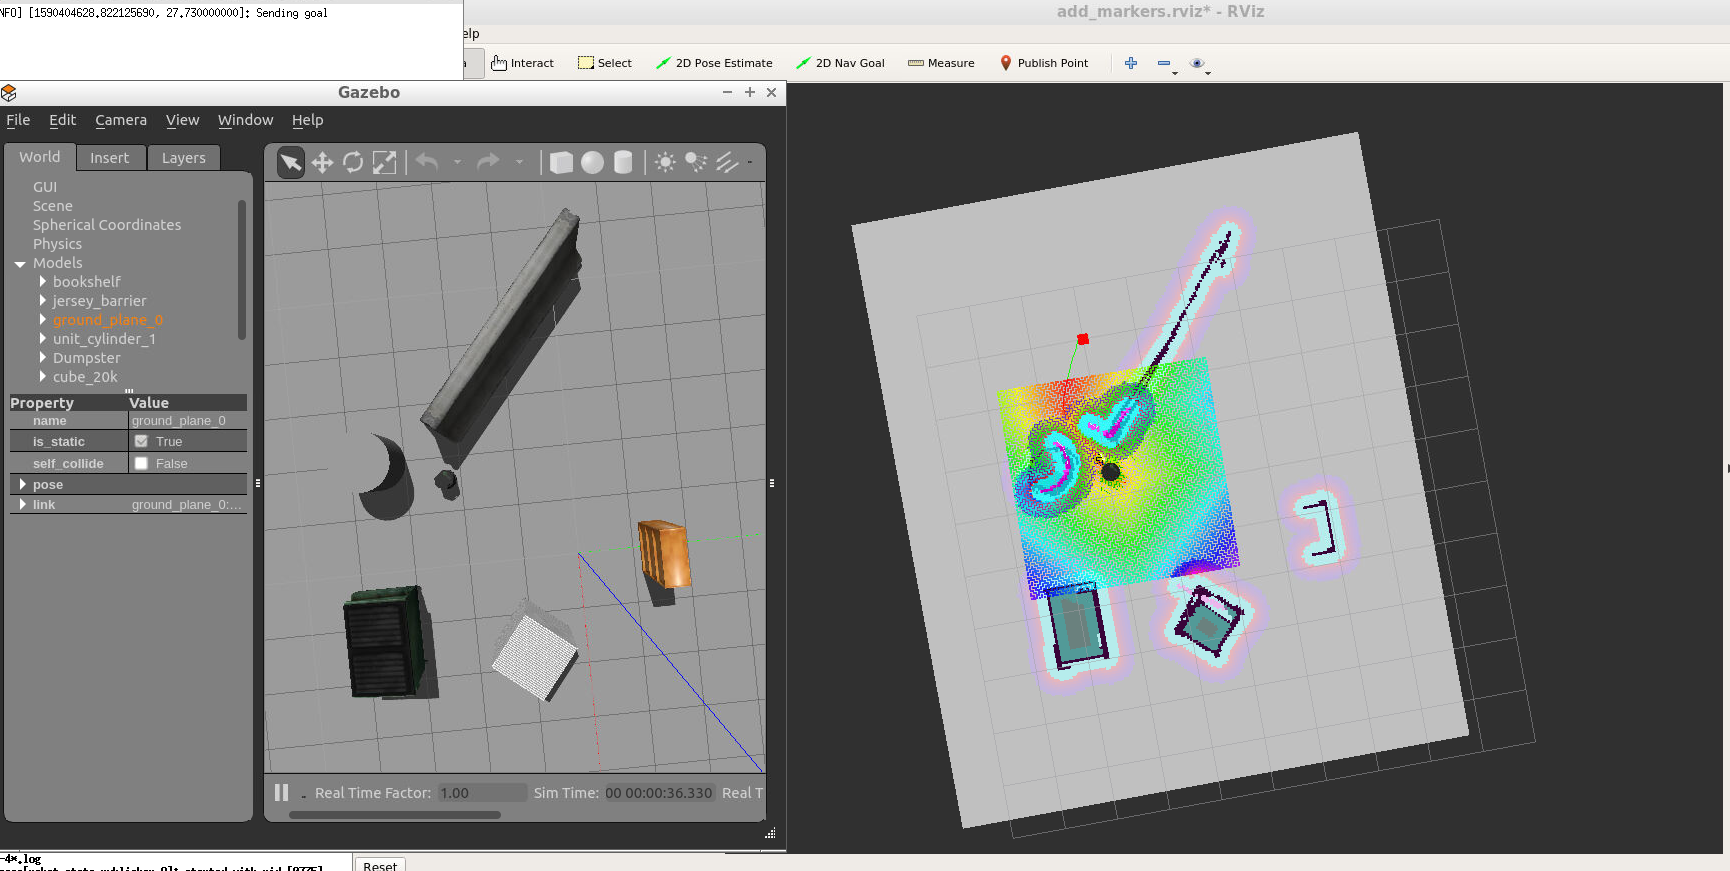 NFO] [1590404628.822125690, 27.730000000]: Sending goal
add_markers.rviz* - RViz
elp
Interact Select 2D Pose Estimate 2D Nav Goal Measure Publish Point
Gazebo
File Edit Camera View Window Help
World Insert Layers
GUI
Scene
Spherical Coordinates
Physics
Models
bookshelf
jersey_barrier
ground_plane_0
unit_cylinder_1
Dumpster
cube_20k
Property Value
name ground_plane_0
is_static True
self_collide False
pose
link ground_plane_0:...
Real Time Factor: 1.00 Sim Time: 00 00:00:36.330 Real T
-4*.log
Reset